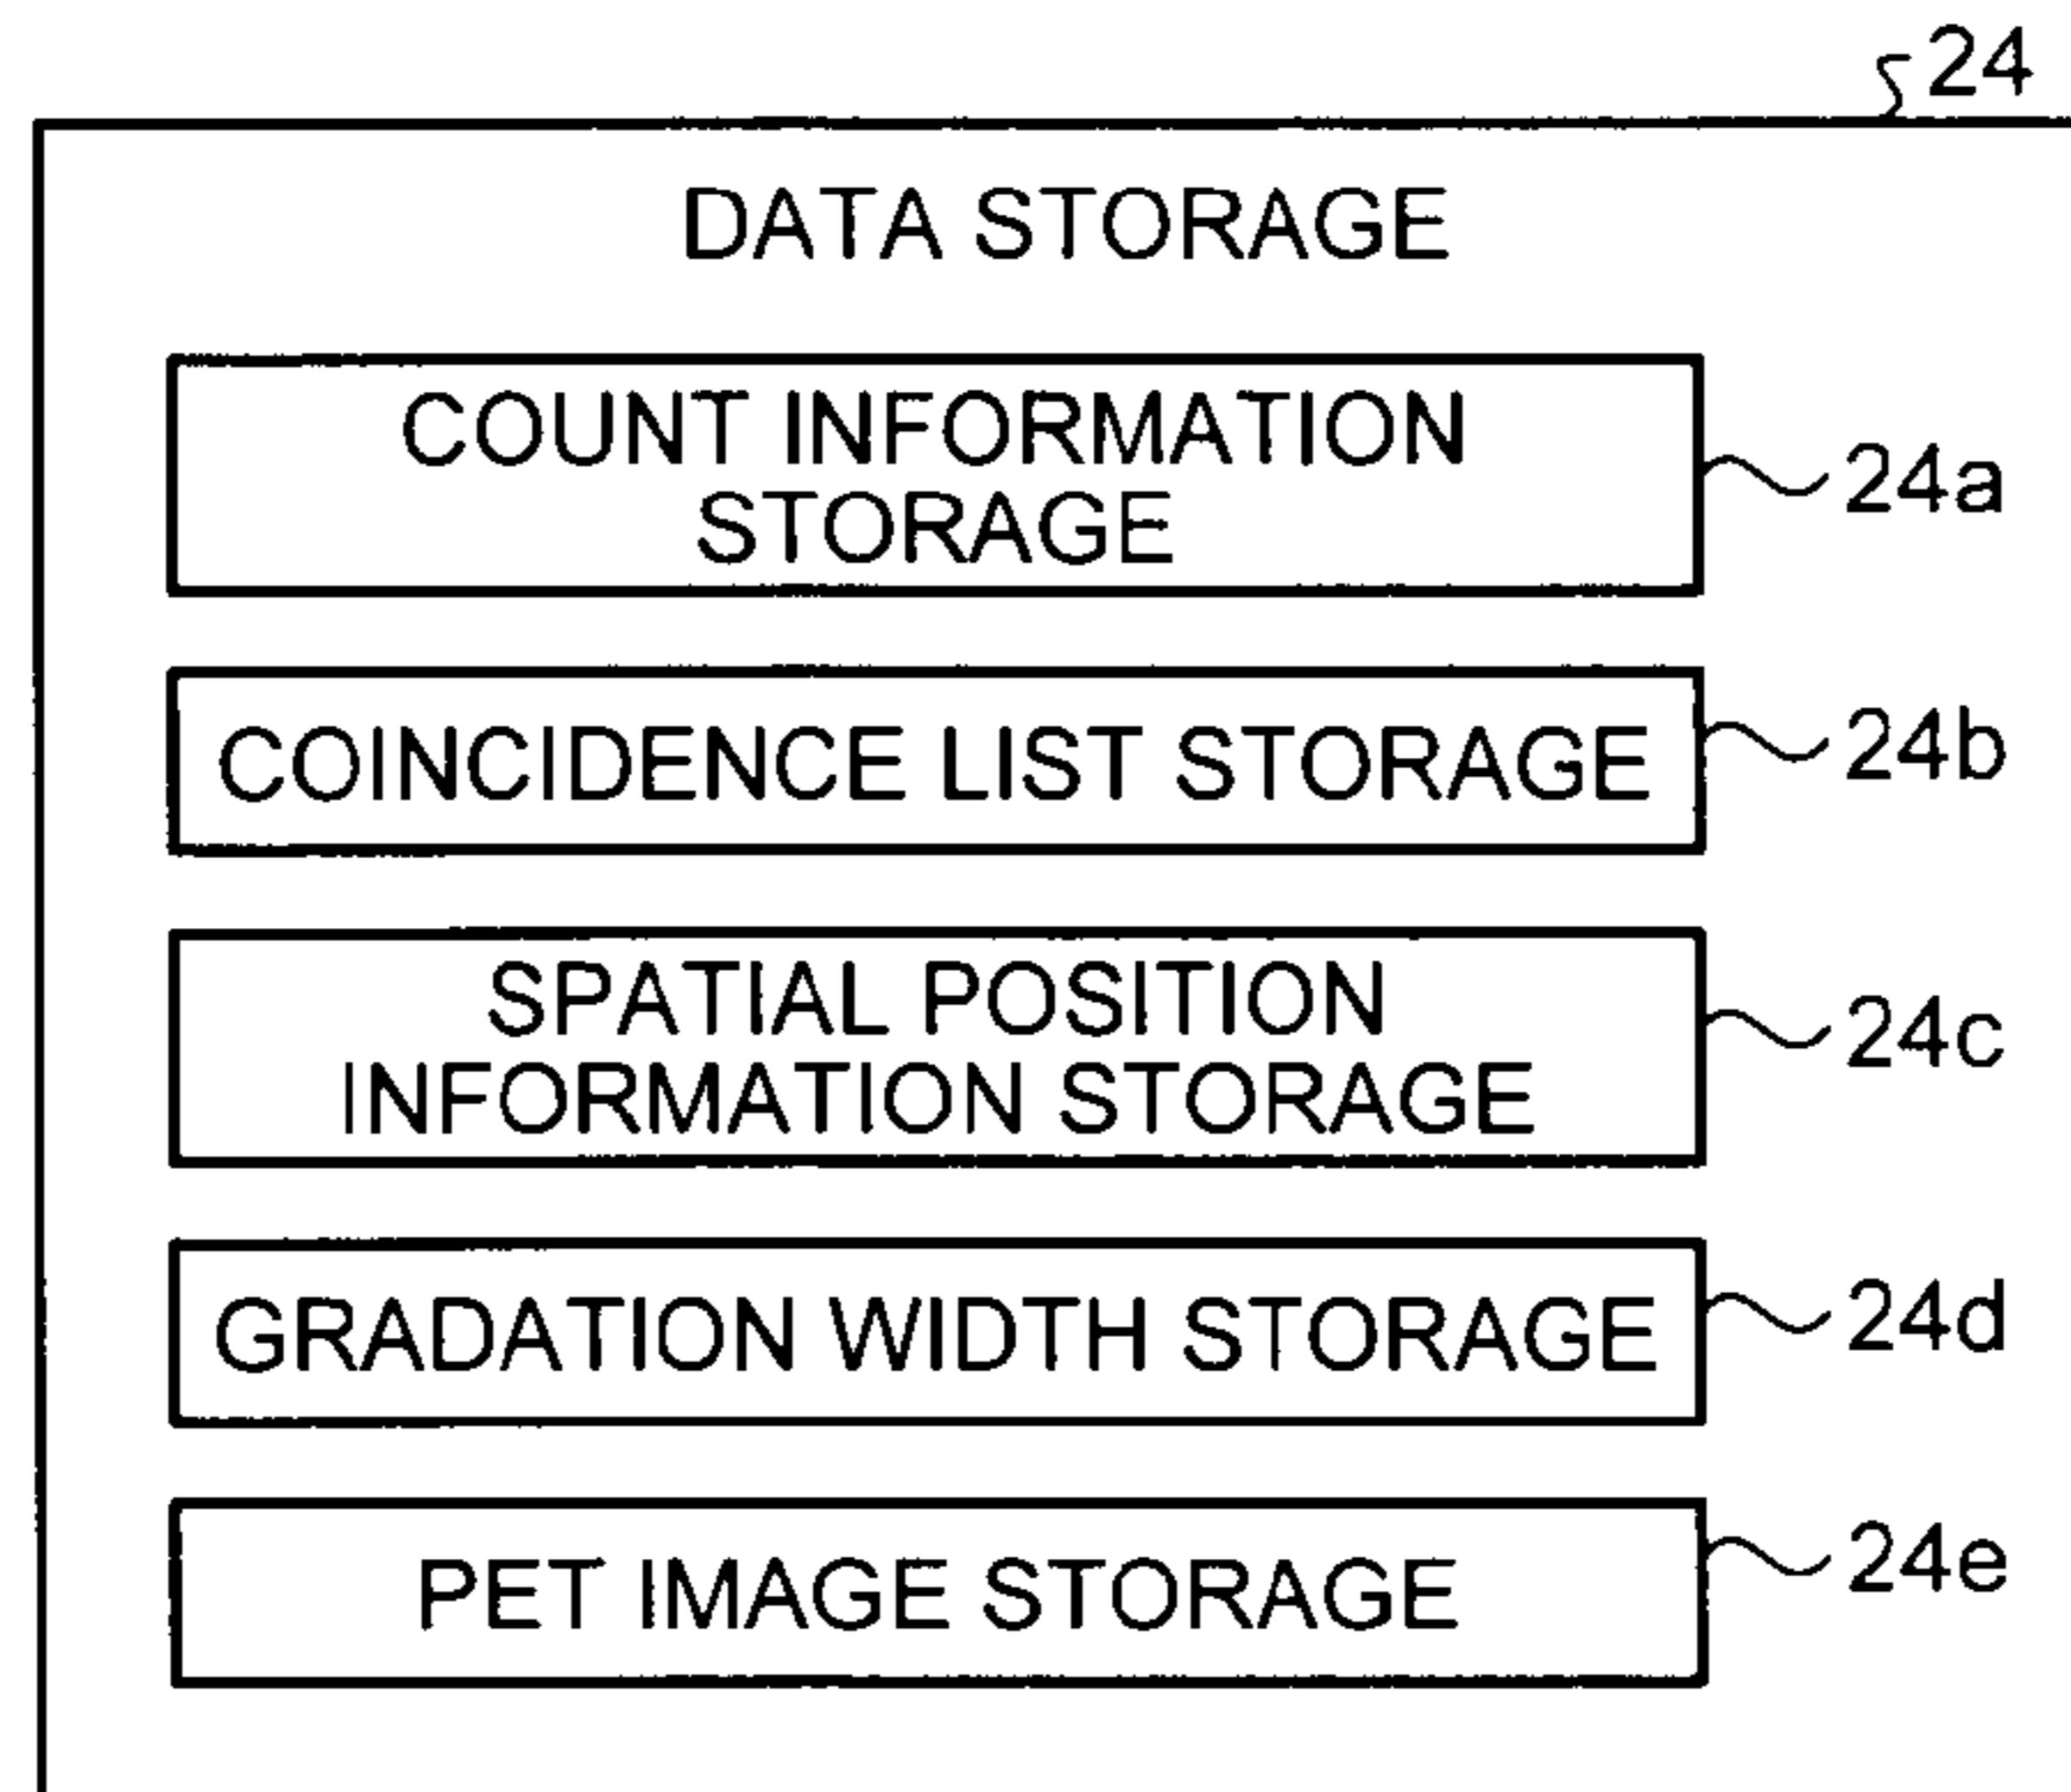 24
DATA STORAGE
COUNT INFORMATION
STORAGE
24a
COINCIDENCE LIST STORAGE
24b
SPATIAL POSITION
INFORMATION STORAGE
24c
GRADATION WIDTH STORAGE
24d
PET IMAGE STORAGE
24e